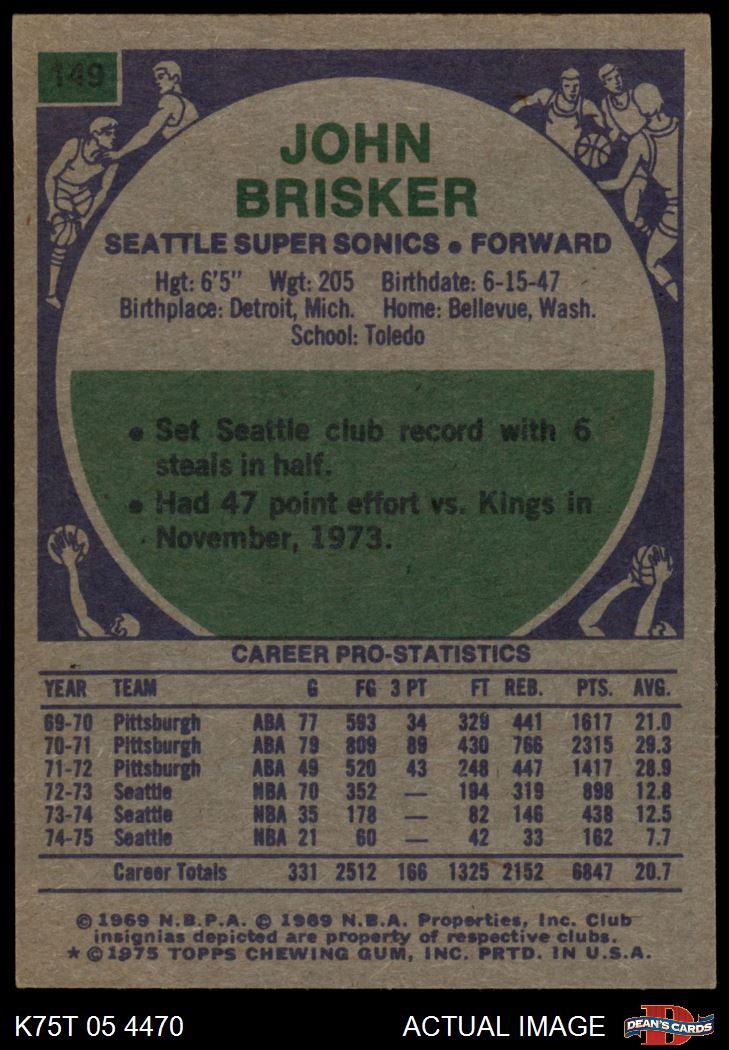 149
JOHN
BRISKER
SEATTLE SUPER SONICS • FORWARD
Hgt: 6'5" Wgt: 205 Birthdate: 6-15-47
Birthplace: Detroit, Mich. Home: Bellevue, Wash.
School: Toledo
• Set Seattle club record with 6
steals in half.
• Had 47 point effort vs. Kings in
November, 1973.
CAREER PRO-STATISTICS
YEAR TEAM G FG 3 PT FT REB. PTS. AVG.
69-70 Pittsburgh ABA 77 593 34 329 441 1617 21.0
70-71 Pittsburgh ABA 79 809 89 430 766 2315 29.3
71-72 Pittsburgh ABA 49 520 43 248 447 1417 28.9
72-73 Seattle NBA 70 352 — 194 319 898 12.8
73-74 Seattle NBA 35 178 — 82 146 438 12.5
74-75 Seattle NBA 21 60 — 42 33 162 7.7
Career Totals 331 2512 166 1325 2152 6847 20.7
© 1969 N.B.P.A. © 1969 N.B.A. Properties, Inc. Club
insignias depicted are property of respective clubs.
* © 1975 TOPPS CHEWING GUM, INC. PRTD. IN U.S.A.
K75T 05 4470 ACTUAL IMAGE D DEAN'S CARDS